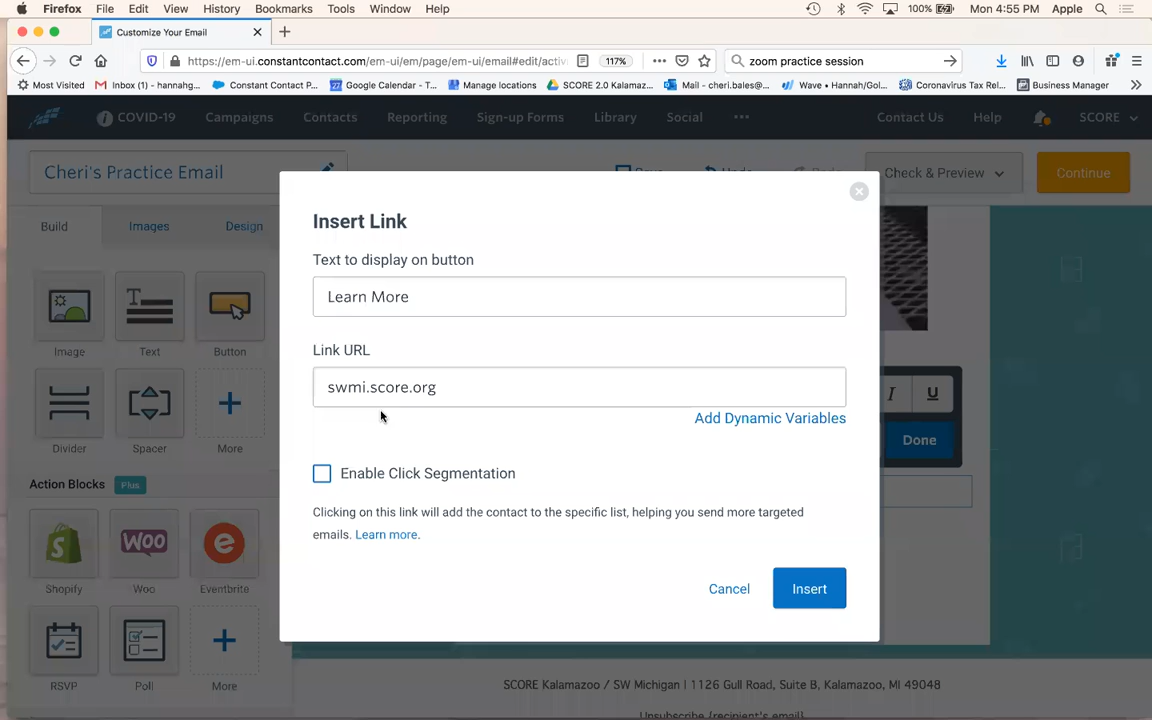 Firefox File Edit View History Bookmarks Tools Window Help 100% Mon 4:55 PM Apple
Customize Your Email
https://em-ui.constantcontact.com/em-ui/em/page/em-ui/email#edit/activ 117% zoom practice session
Most Visited Inbox (1) - hannahg... Constant Contact P... Google Calendar - T... Manage locations SCORE 2.0 Kalamaz... Mail - cheri.bales@... Wave • Hannah/Gol... Coronavirus Tax Rel... Business Manager
COVID-19 Campaigns Contacts Reporting Sign-up Forms Library Social Contact Us Help SCORE
Cheri's Practice Email Check & Preview Continue
Build Images Design
Insert Link
Text to display on button
Learn More
Image Text Button
Link URL
swmi.score.org
I U
Add Dynamic Variables
Done
Divider Spacer More
Enable Click Segmentation
Action Blocks Plus
Clicking on this link will add the contact to the specific list, helping you send more targeted
emails. Learn more.
WOO
e
Shopify Woo Eventbrite
Cancel Insert
RSVP Poll More
SCORE Kalamazoo / SW Michigan | 1126 Gull Road, Suite B, Kalamazoo, MI 49048
Unsubscribe {recipient's email}